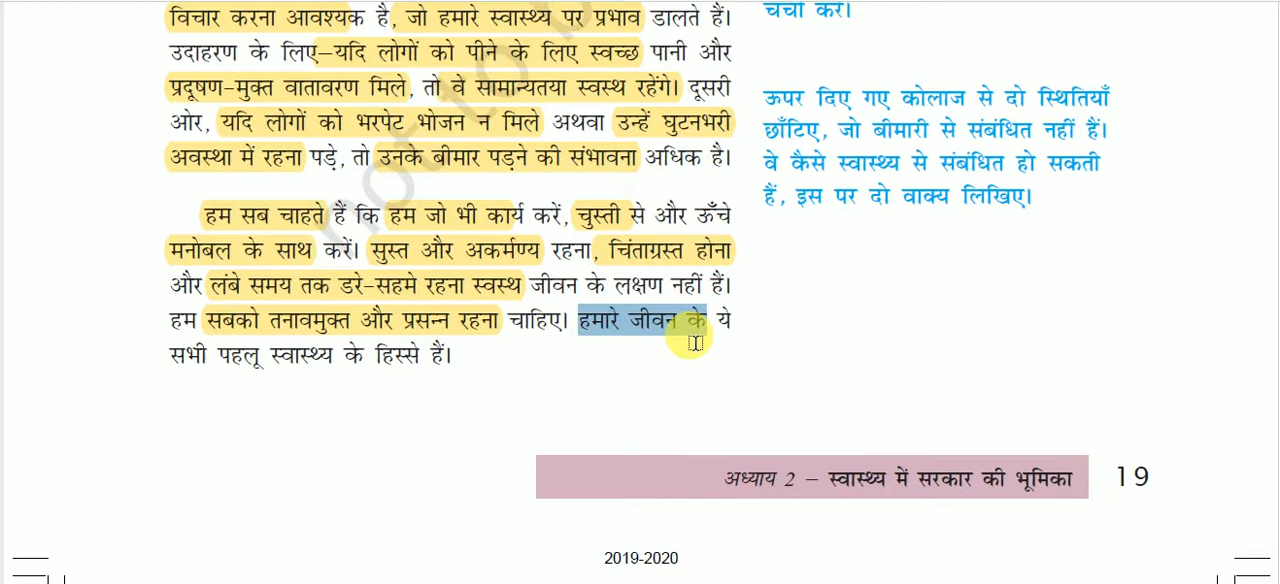 विचार करना आवश्यक है, जो हमारे स्वास्थ्य पर प्रभाव डालते हैं।
उदाहरण के लिए–यदि लोगों को पीने के लिए स्वच्छ पानी और
प्रदूषण-मुक्त वातावरण मिले, तो वे सामान्यतया स्वस्थ रहेंगे। दूसरी
ओर, यदि लोगों को भरपेट भोजन न मिले अथवा उन्हें घुटनभरी
अवस्था में रहना पड़े, तो उनके बीमार पड़ने की संभावना अधिक है।
हम सब चाहते हैं कि हम जो भी कार्य करें, चुस्ती से और ऊँचे
मनोबल के साथ करें। सुस्त और अकर्मण्य रहना, चिंताग्रस्त होना
और लंबे समय तक डरे-सहमे रहना स्वस्थ जीवन के लक्षण नहीं हैं।
हम सबको तनावमुक्त और प्रसन्न रहना चाहिए। हमारे जीवन के ये
सभी पहलू स्वास्थ्य के हिस्से हैं।
चर्चा करें।
ऊपर दिए गए कोलाज से दो स्थितियाँ
छाँटिए, जो बीमारी से संबंधित नहीं हैं।
वे कैसे स्वास्थ्य से संबंधित हो सकती
हैं, इस पर दो वाक्य लिखिए।
not to b
अध्याय 2 – स्वास्थ्य में सरकार की भूमिका 19
2019-2020